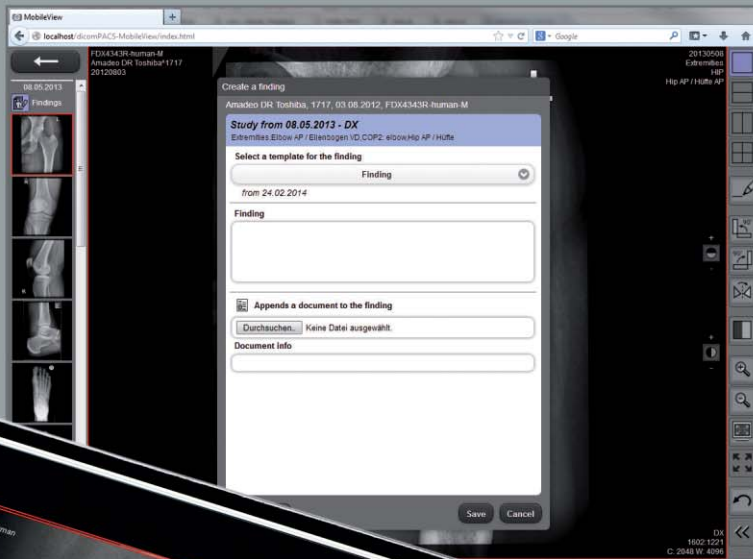 MobileView
localhost/dicomPACS-MobileView/index.html
Google
FDX4343R-human-M
Amadeo DR Toshiba^1717
20120803
20130508
Extremities
HIP
Hip AP / Hüfte AP
08.05.2013
Findings
Create a finding
Amadeo DR Toshiba, 1717, 03.08.2012, FDX4343R-human-M
Study from 08.05.2013 - DX
Extremities:Elbow AP / Ellenbogen VD,COP2: elbow,Hip AP / Hüfte
Select a template for the finding
Finding
from 24.02.2014
Finding
Appends a document to the finding
Durchsuchen.. Keine Datei ausgewählt.
Document info
Save Cancel
DX
1602:1221
C: 2048 W: 4096